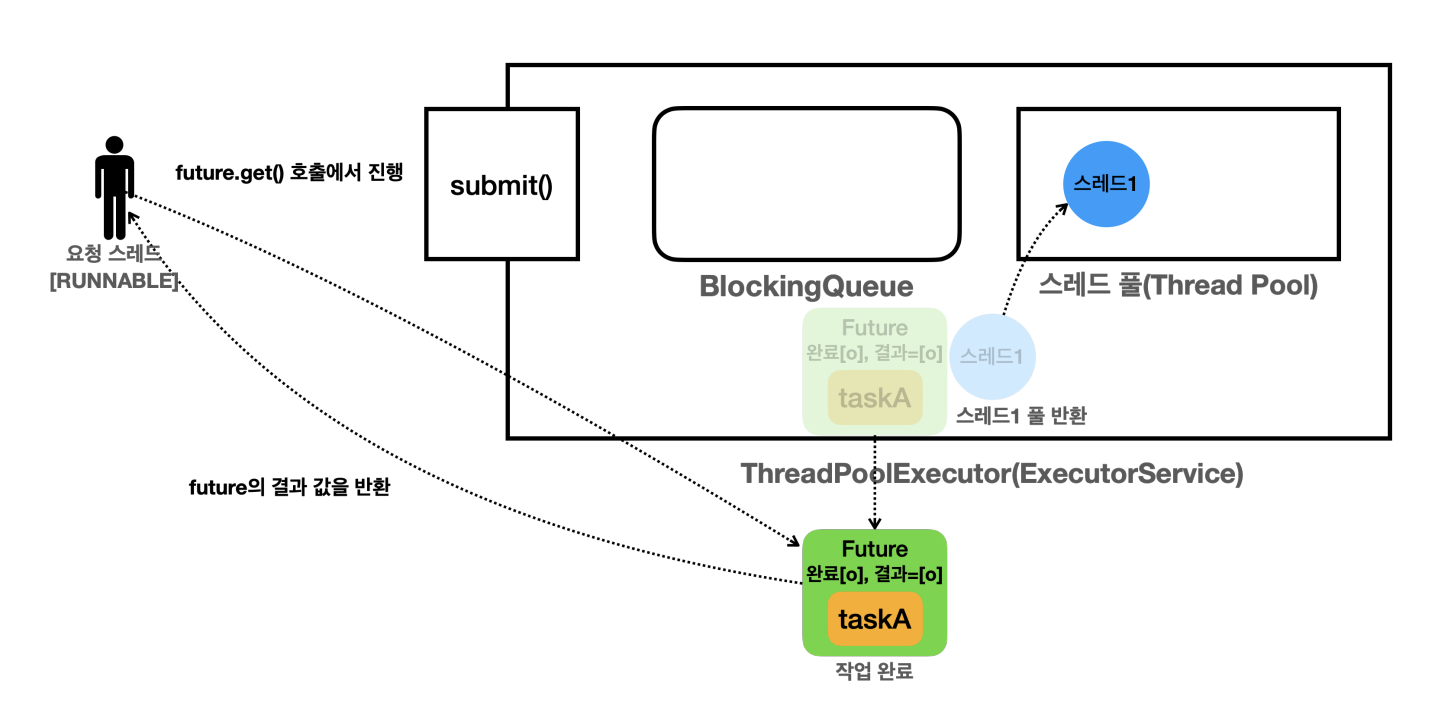 future.get() 호출에서 진행
submit()
스레드1
요청 스레드
[RUNNABLE]
BlockingQueue
스레드 풀(Thread Pool)
Future
완료[o], 결과=[o]
taskA
스레드1
스레드1 풀 반환
ThreadPoolExecutor(ExecutorService)
future의 결과 값을 반환
Future
완료[o], 결과=[o]
taskA
작업 완료